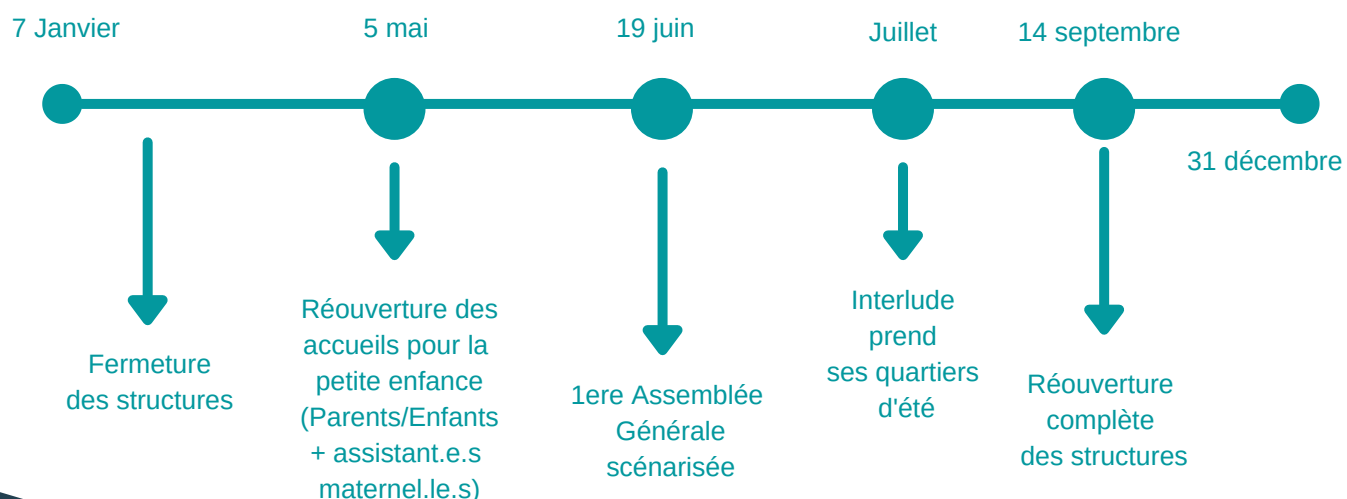 7 Janvier
5 mai
19 juin
Juillet
14 septembre
31 décembre
Fermeture
des structures
Réouverture des
accueils pour la
petite enfance
(Parents/Enfants
+ assistant.e.s
maternel.le.s)
1ere Assemblée
Générale
scénarisée
Interlude
prend
ses quartiers
d'été
Réouverture
complète
des structures